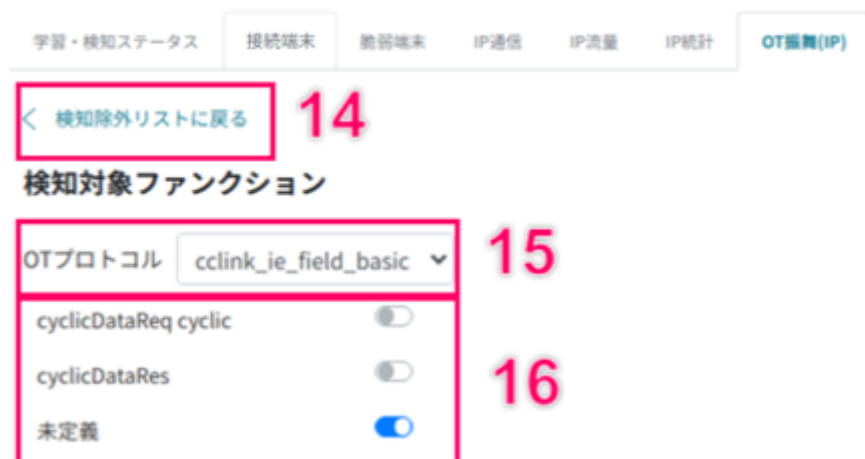 学習・検知ステータス 接続端末 脆弱端末 IP通信 IP流量 IP統計 OT振舞(IP)
< 検知除外リストに戻る 14
検知対象ファンクション
OTプロトコル cclink_ie_field_basic 15
cyclicDataReq cyclic
cyclicDataRes 16
未定義